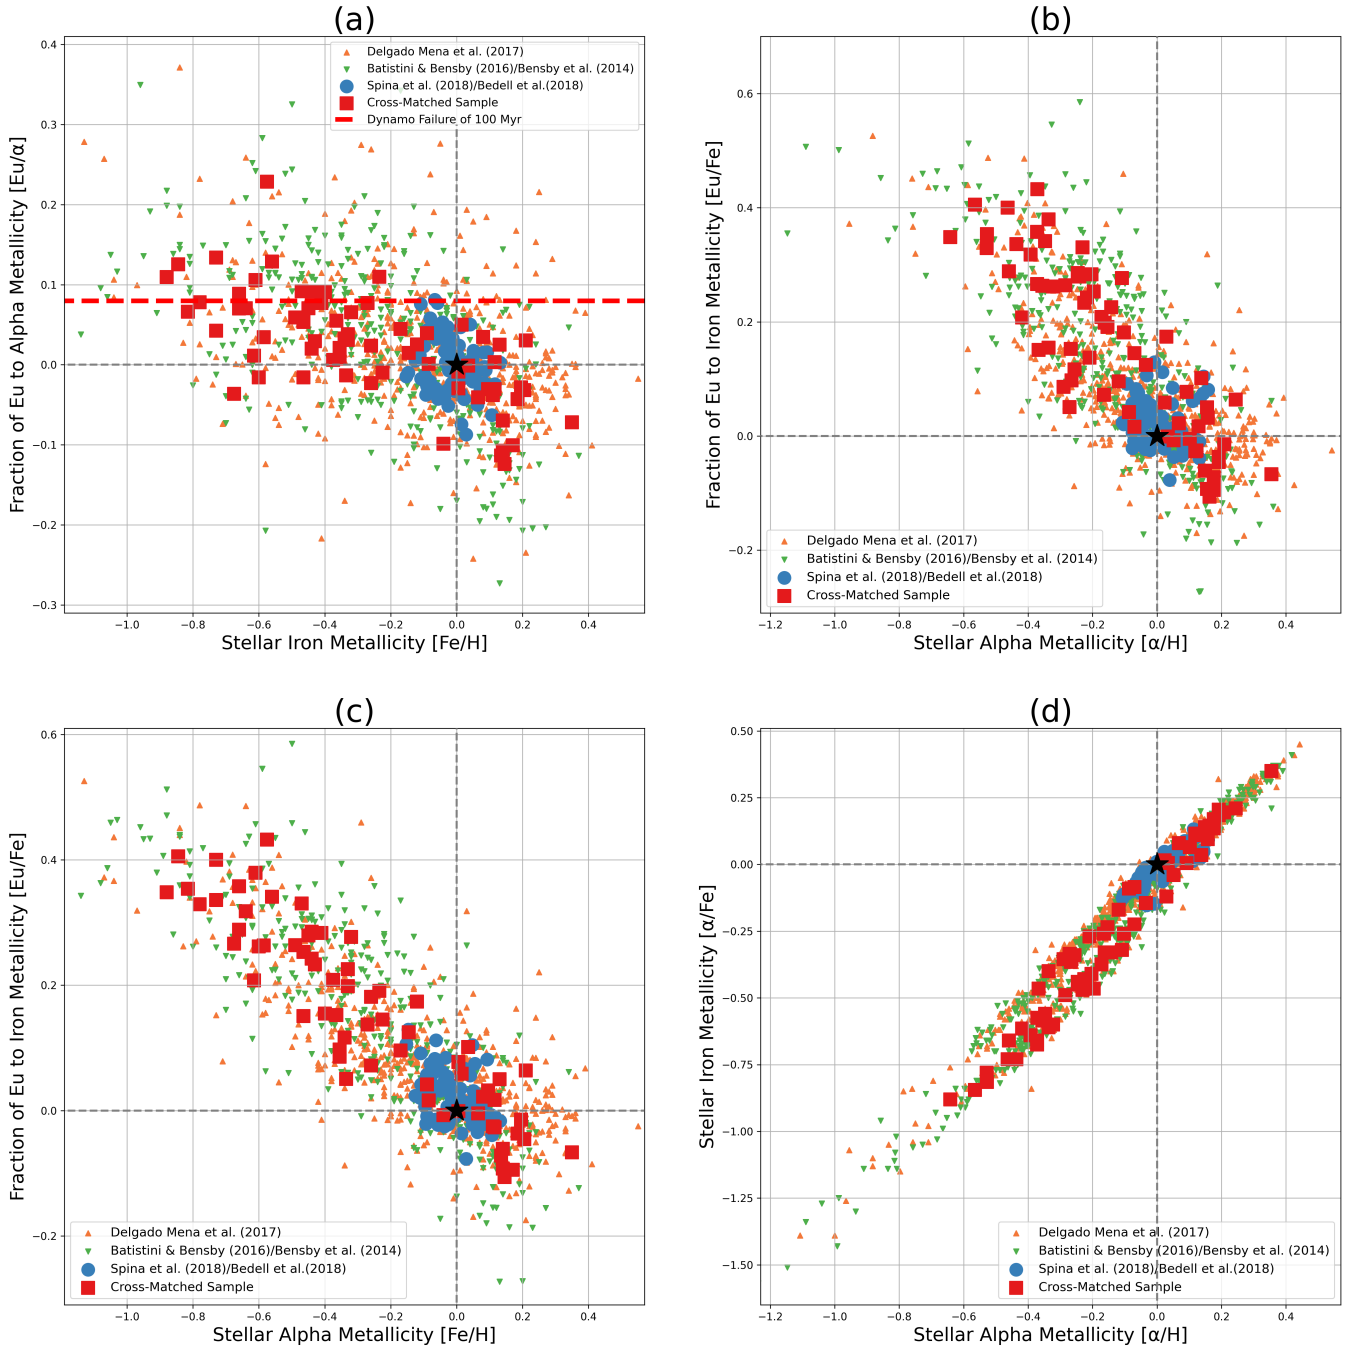 (a)
Fraction of Eu to Alpha Metallicity [Eu/α]
0.4
0.3
0.2
0.1
0.0
−0.1
−0.2
−0.3
Delgado Mena et al. (2017)
Batistini & Bensby (2016)/Bensby et al. (2014)
Spina et al. (2018)/Bedell et al.(2018)
Cross-Matched Sample
Dynamo Failure of 100 Myr
−1.0 −0.8 −0.6 −0.4 −0.2 0.0 0.2 0.4
Stellar Iron Metallicity [Fe/H]
(b)
Fraction of Eu to Iron Metallicity [Eu/Fe]
0.6
0.4
0.2
0.0
−0.2
Delgado Mena et al. (2017)
Batistini & Bensby (2016)/Bensby et al. (2014)
Spina et al. (2018)/Bedell et al.(2018)
Cross-Matched Sample
−1.2 −1.0 −0.8 −0.6 −0.4 −0.2 0.0 0.2 0.4
Stellar Alpha Metallicity [α/H]
(c)
Fraction of Eu to Iron Metallicity [Eu/Fe]
0.6
0.4
0.2
0.0
−0.2
Delgado Mena et al. (2017)
Batistini & Bensby (2016)/Bensby et al. (2014)
Spina et al. (2018)/Bedell et al.(2018)
Cross-Matched Sample
−1.0 −0.8 −0.6 −0.4 −0.2 0.0 0.2 0.4
Stellar Alpha Metallicity [Fe/H]
(d)
Stellar Iron Metallicity [α/Fe]
0.50
0.25
0.00
−0.25
−0.50
−0.75
−1.00
−1.25
−1.50
Delgado Mena et al. (2017)
Batistini & Bensby (2016)/Bensby et al. (2014)
Spina et al. (2018)/Bedell et al.(2018)
Cross-Matched Sample
−1.2 −1.0 −0.8 −0.6 −0.4 −0.2 0.0 0.2 0.4
Stellar Alpha Metallicity [α/H]